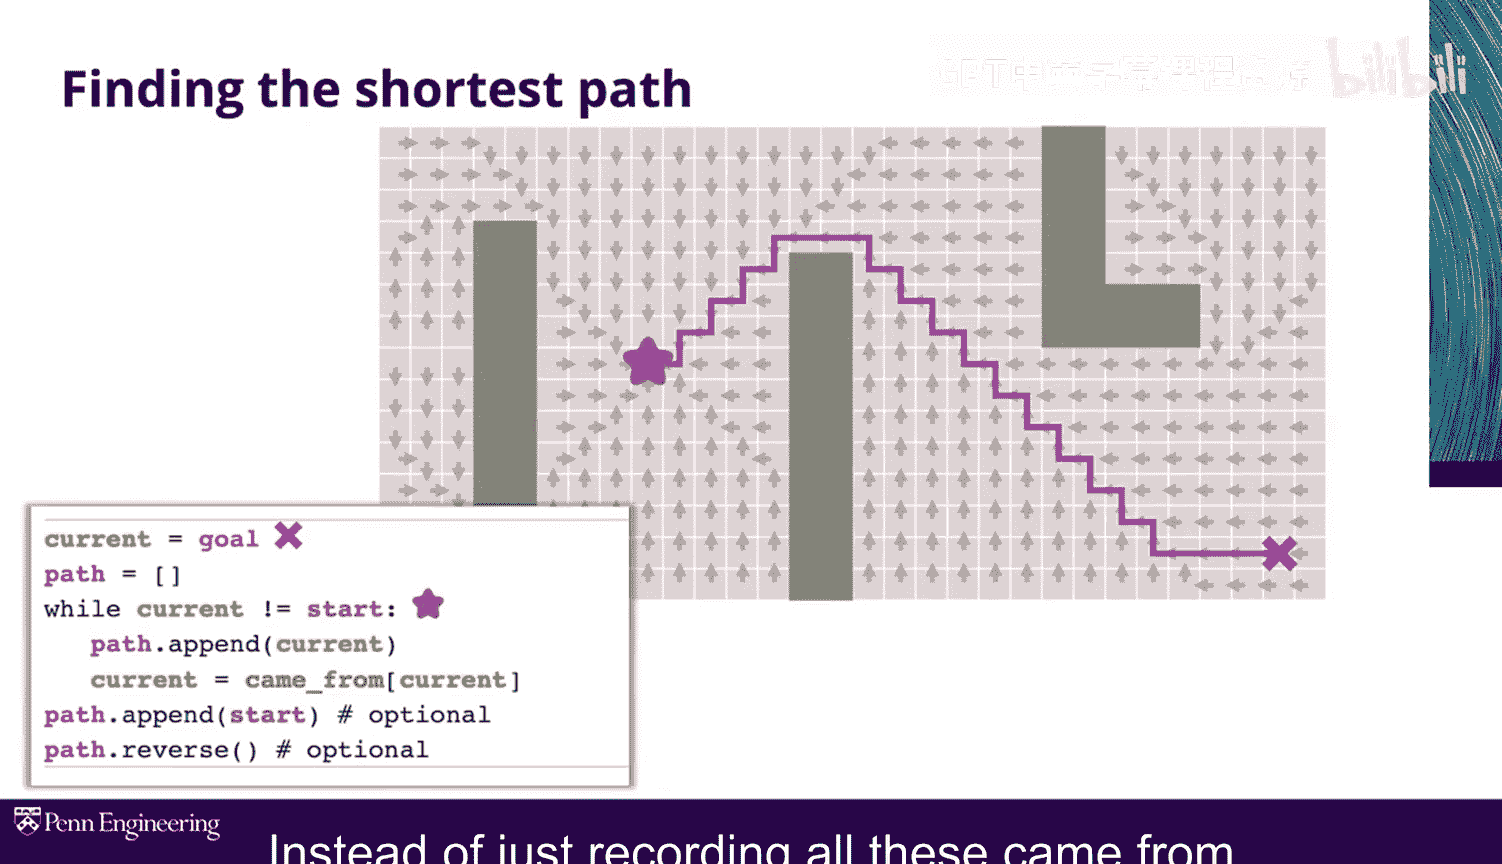 Finding the shortest path
bilibili
current = goal
path = []
while current != start:
path.append(current)
current = came_from[current]
path.append(start) # optional
path.reverse() # optional
Penn Engineering
Instead of just recording all these came from